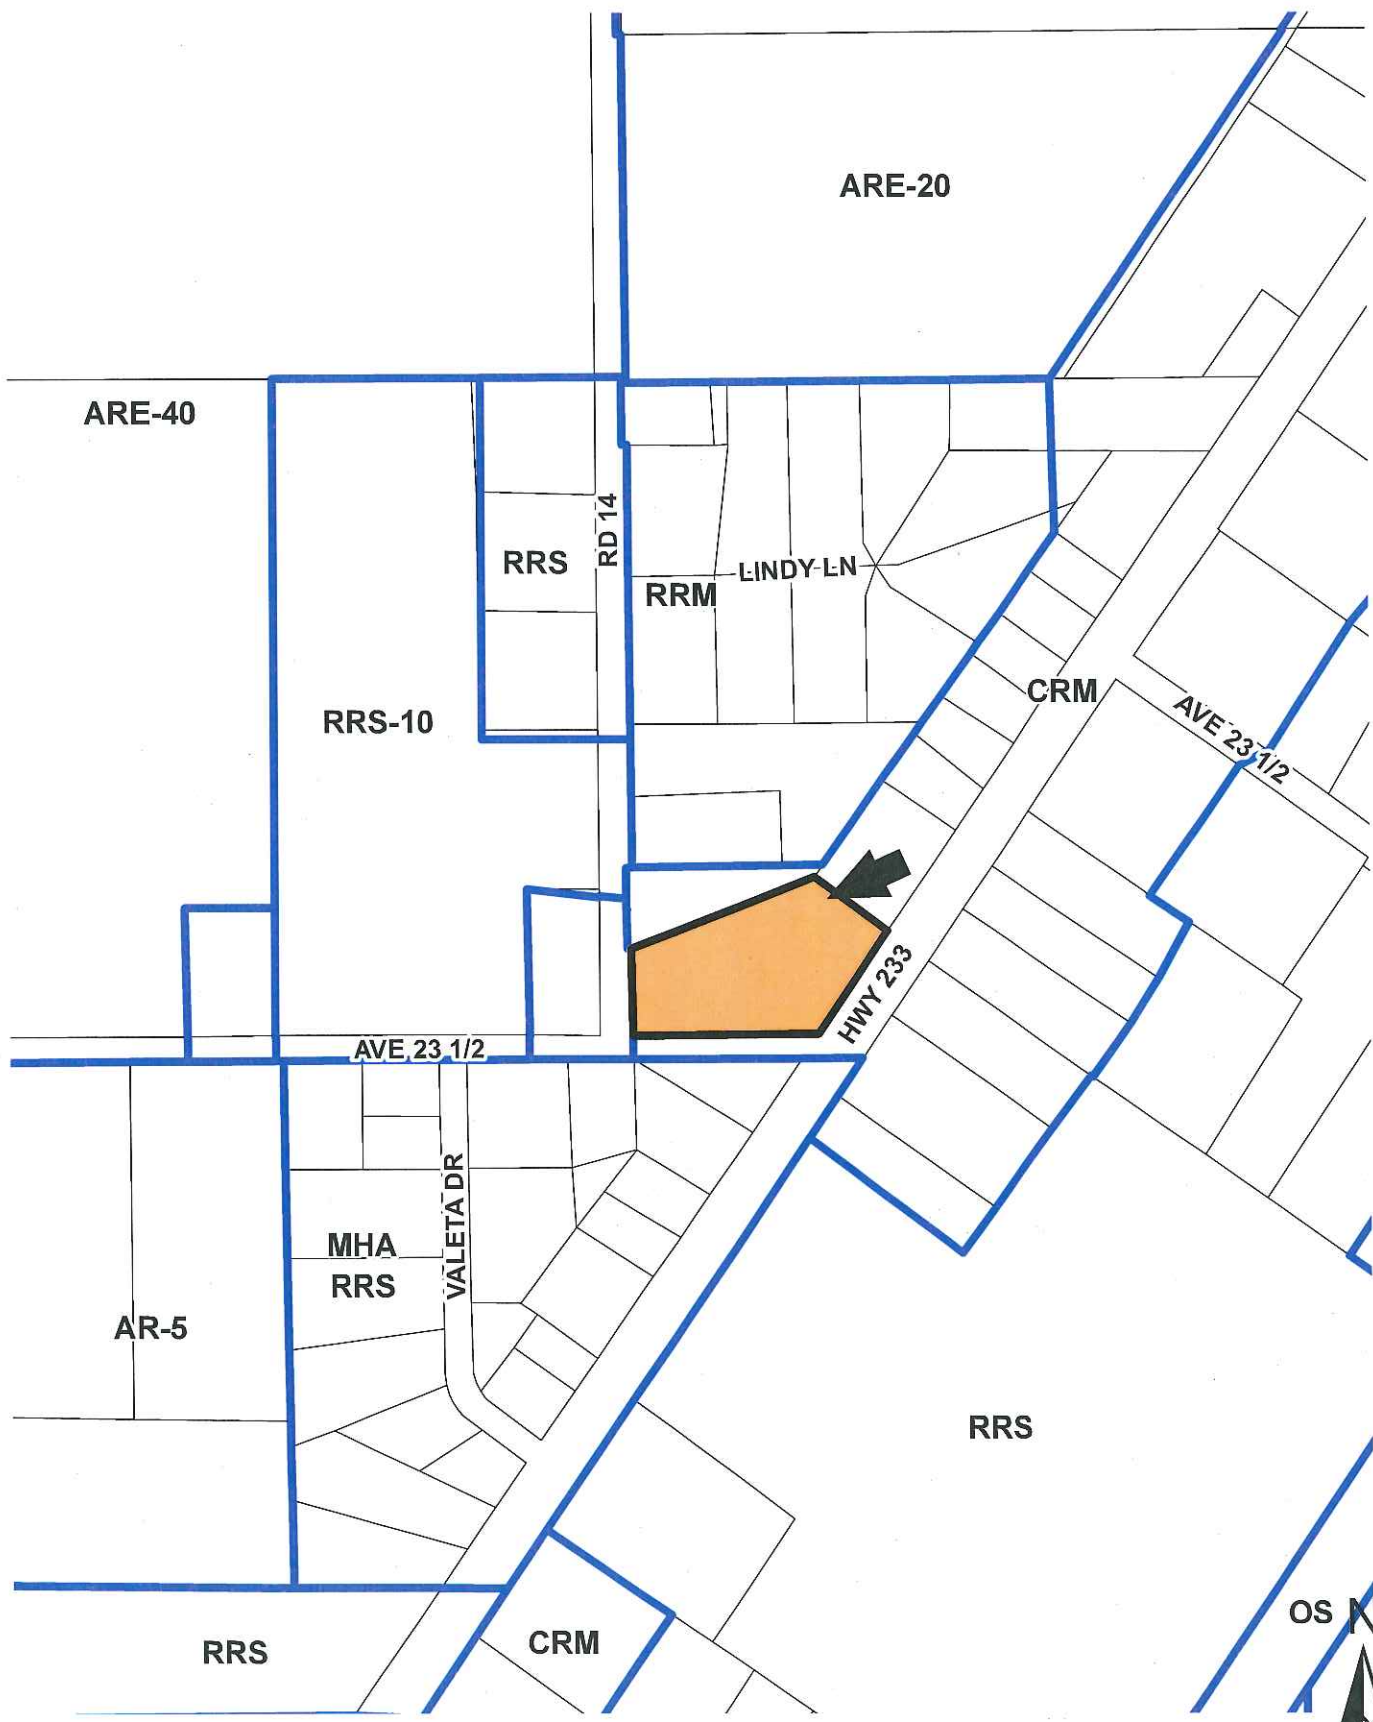 ARE-20
ARE-40
RD 14
RRS
LINDY LN
RRM
CRM
RRS-10
AVE 23 1/2
HWY 233
AVE 23 1/2
VALETA DR
MHA
RRS
AR-5
RRS
OS N
CRM
RRS